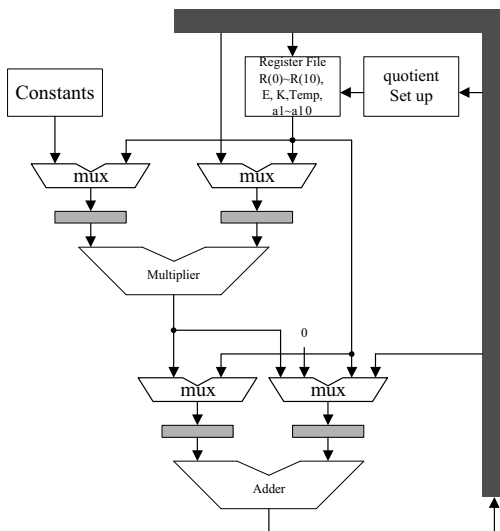 Register File
R(0)~R(10),
E, K,Temp,
a1~a10
quotient
Set up
Constants
mux
mux
Multiplier
0
mux
mux
Adder